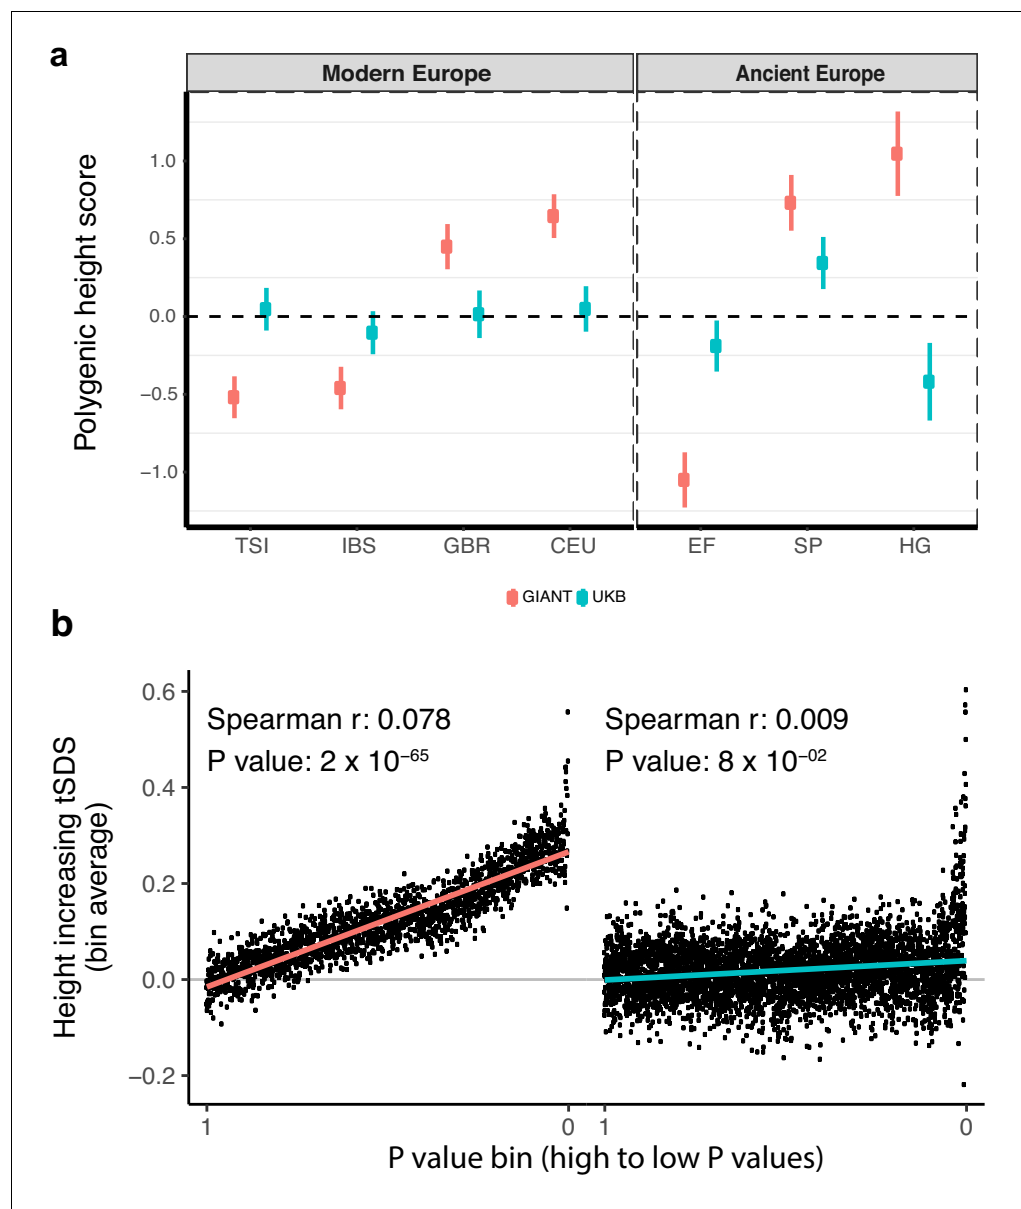 a
Modern Europe
Ancient Europe
Polygenic height score
1.0
0.5
0.0
−0.5
−1.0
TSI
IBS
GBR
CEU
EF
SP
HG
GIANT
UKB
b
Height increasing tSDS
(bin average)
0.6
0.4
0.2
0.0
−0.2
Spearman r: 0.078
P value: 2 x 10⁻⁶⁵
Spearman r: 0.009
P value: 8 x 10⁻⁰²
1
0
1
0
P value bin (high to low P values)